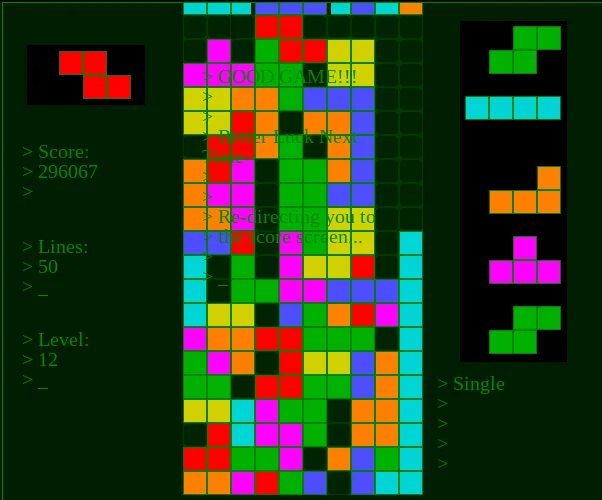 > Score:
> 296067
>
> Lines:
> 50
> _
> Level:
> 12
> _
> GOOD GAME!!!
>
>
> Better Luck Next
Time
>
>
> Re-directing you to
> the score screen...
>
> _
> Single
>
>
>
>